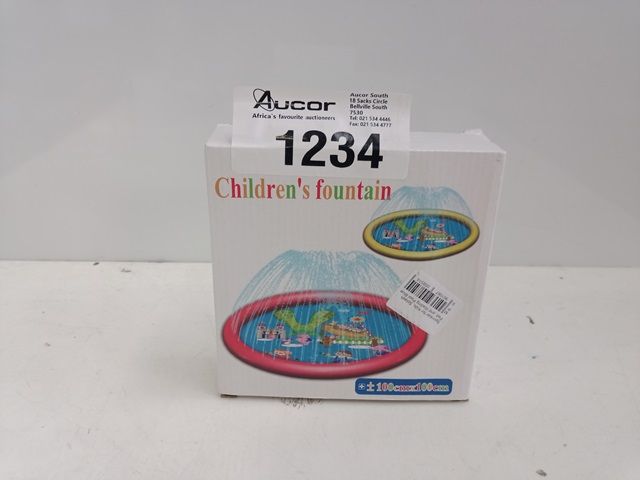 Aucor
Africa's favourite auctioneers
Aucor South
18 Sacks Circle
Bellville South
7530
Tel: 021 534 4446
Fax: 021 534 4777
1234
Children's fountain
±100cmx100cm